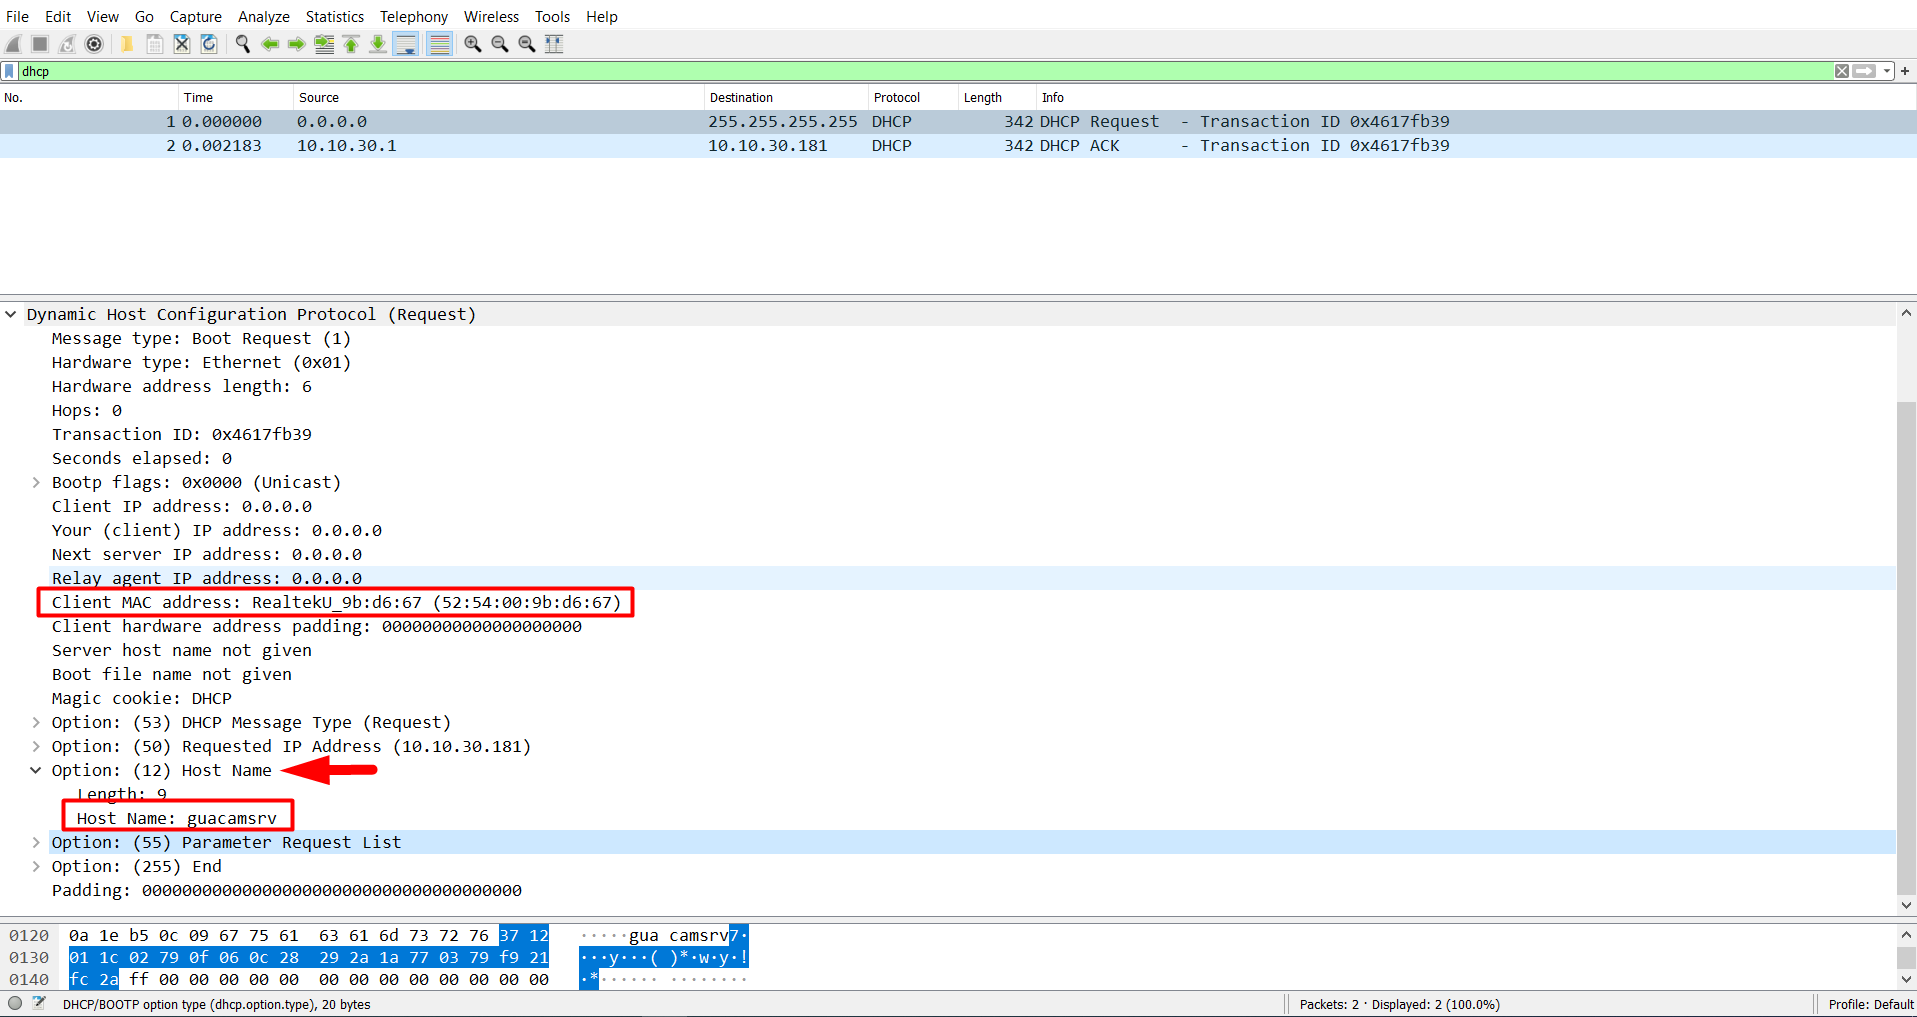 File Edit View Go Capture Analyze Statistics Telephony Wireless Tools Help
dhcp
No. Time Source Destination Protocol Length Info
1 0.000000 0.0.0.0 255.255.255.255 DHCP 342 DHCP Request - Transaction ID 0x4617fb39
2 0.002183 10.10.30.1 10.10.30.181 DHCP 342 DHCP ACK - Transaction ID 0x4617fb39
Dynamic Host Configuration Protocol (Request)
Message type: Boot Request (1)
Hardware type: Ethernet (0x01)
Hardware address length: 6
Hops: 0
Transaction ID: 0x4617fb39
Seconds elapsed: 0
Bootp flags: 0x0000 (Unicast)
Client IP address: 0.0.0.0
Your (client) IP address: 0.0.0.0
Next server IP address: 0.0.0.0
Relay agent IP address: 0.0.0.0
Client MAC address: RealtekU_9b:d6:67 (52:54:00:9b:d6:67)
Client hardware address padding: 00000000000000000000
Server host name not given
Boot file name not given
Magic cookie: DHCP
Option: (53) DHCP Message Type (Request)
Option: (50) Requested IP Address (10.10.30.181)
Option: (12) Host Name
Length: 9
Host Name: guacamsrv
Option: (55) Parameter Request List
Option: (255) End
Padding: 00000000000000000000000000000000000000
0120 0a 1e b5 0c 09 67 75 61 63 61 6d 73 72 76 37 12 ·····gua camsrv7·
0130 01 1c 02 79 0f 06 0c 28 29 2a 1a 77 03 79 f9 21 ···y···( )*·w·y·!
0140 fc 2a ff 00 00 00 00 00 00 00 00 00 00 00 00 00 ·*······ ········
DHCP/BOOTP option type (dhcp.option.type), 20 bytes Packets: 2 · Displayed: 2 (100.0%) Profile: Default